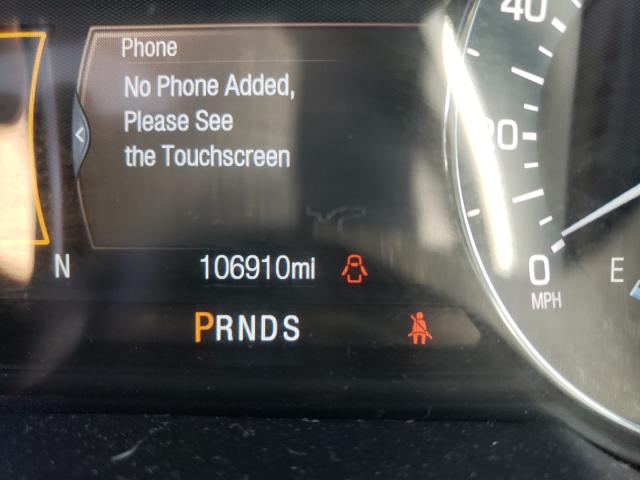 Phone
No Phone Added,
Please See
the Touchscreen
40
20
0
MPH
E
N
106910mi
PRNDS